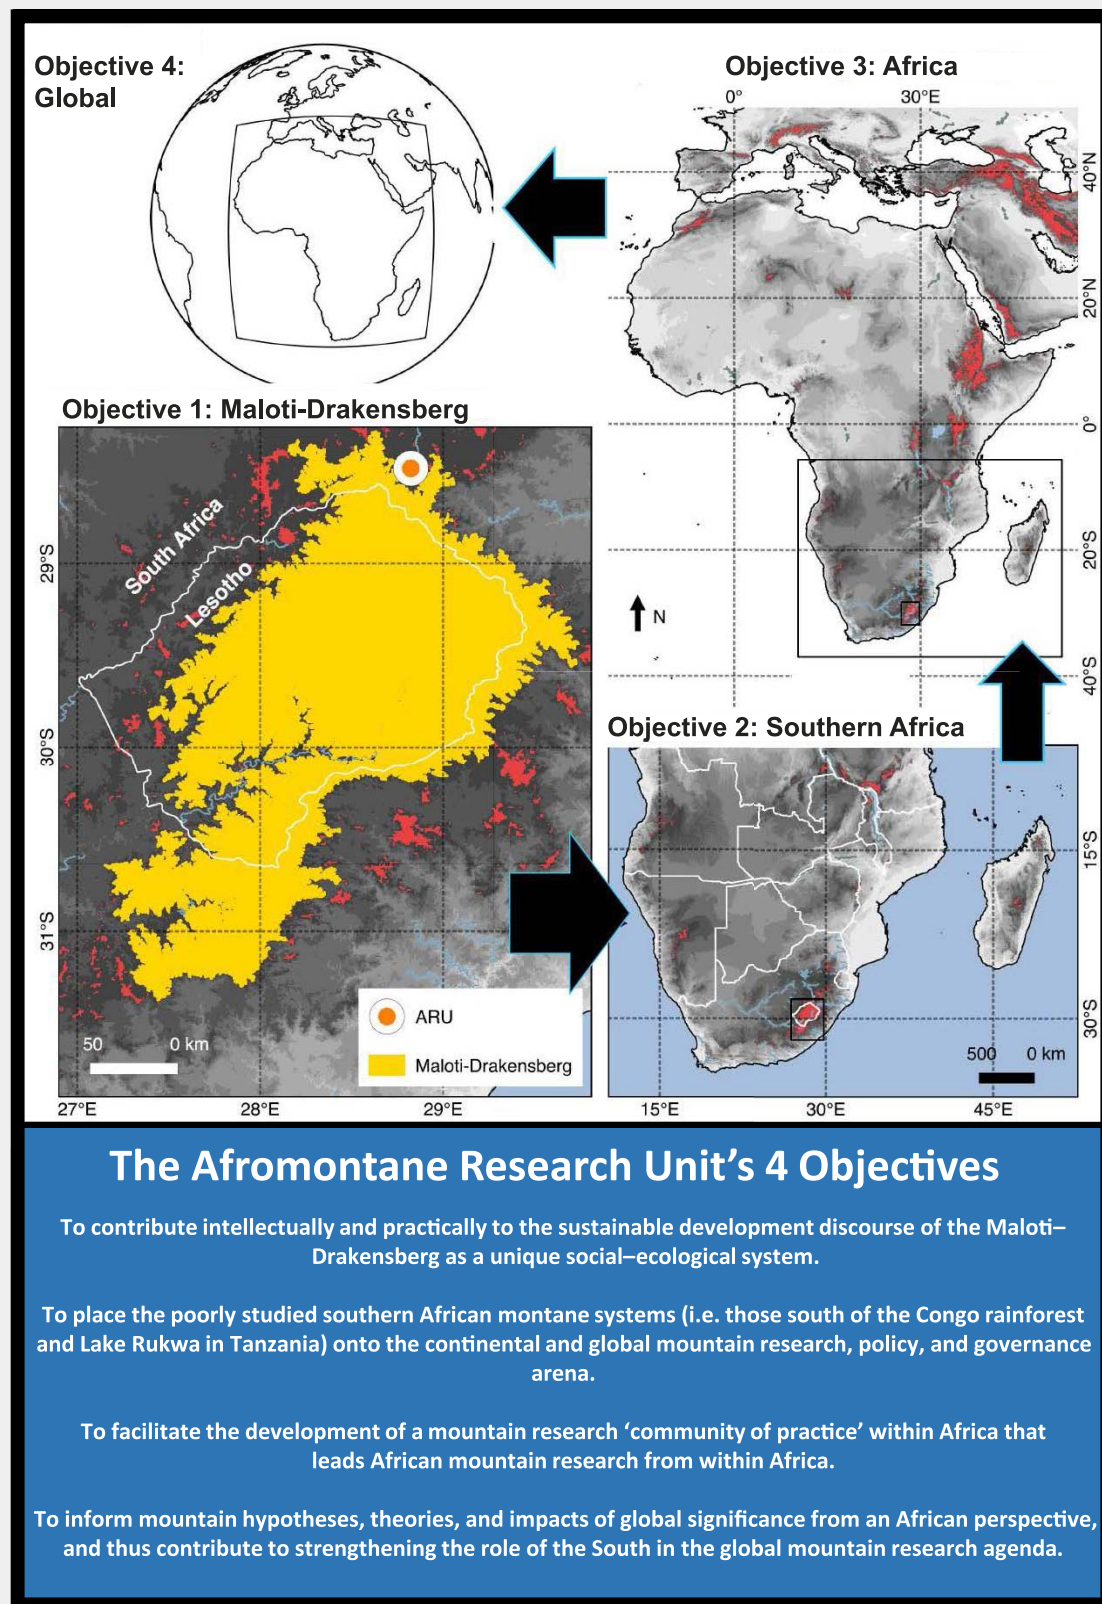 Objective 4:
Global
Objective 3: Africa
0°
30°E
40°N
20°N
0°
20°S
40°S
N
Objective 1: Maloti-Drakensberg
South Africa
Lesotho
29°S
30°S
31°S
ARU
Maloti-Drakensberg
50 0 km
27°E
28°E
29°E
Objective 2: Southern Africa
15°S
30°S
500 0 km
15°E
30°E
45°E
The Afromontane Research Unit’s 4 Objectives
To contribute intellectually and practically to the sustainable development discourse of the Maloti–
Drakensberg as a unique social–ecological system.
To place the poorly studied southern African montane systems (i.e. those south of the Congo rainforest
and Lake Rukwa in Tanzania) onto the continental and global mountain research, policy, and governance
arena.
To facilitate the development of a mountain research ‘community of practice’ within Africa that
leads African mountain research from within Africa.
To inform mountain hypotheses, theories, and impacts of global significance from an African perspective,
and thus contribute to strengthening the role of the South in the global mountain research agenda.